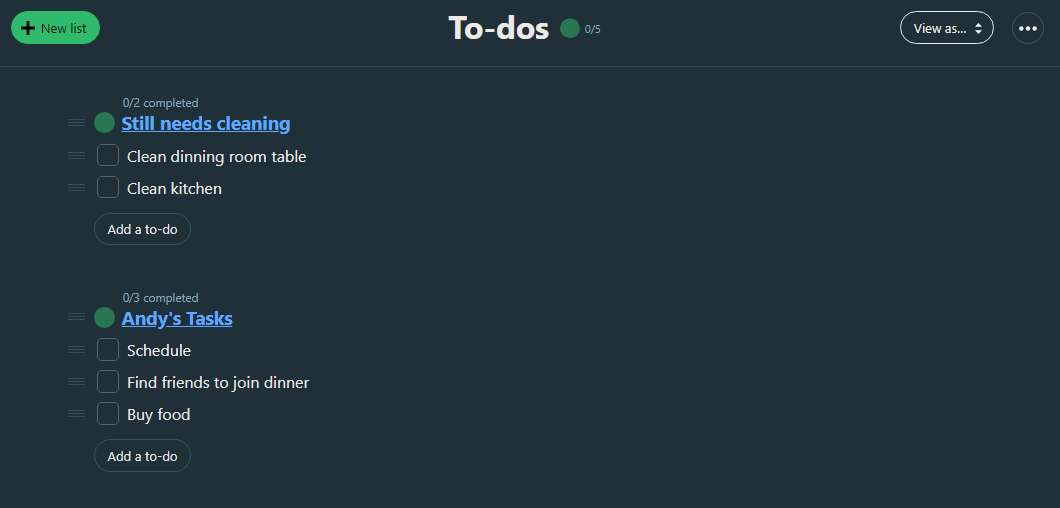 New list
To-dos
0/5
View as...
0/2 completed
Still needs cleaning
Clean dinning room table
Clean kitchen
Add a to-do
0/3 completed
Andy's Tasks
Schedule
Find friends to join dinner
Buy food
Add a to-do